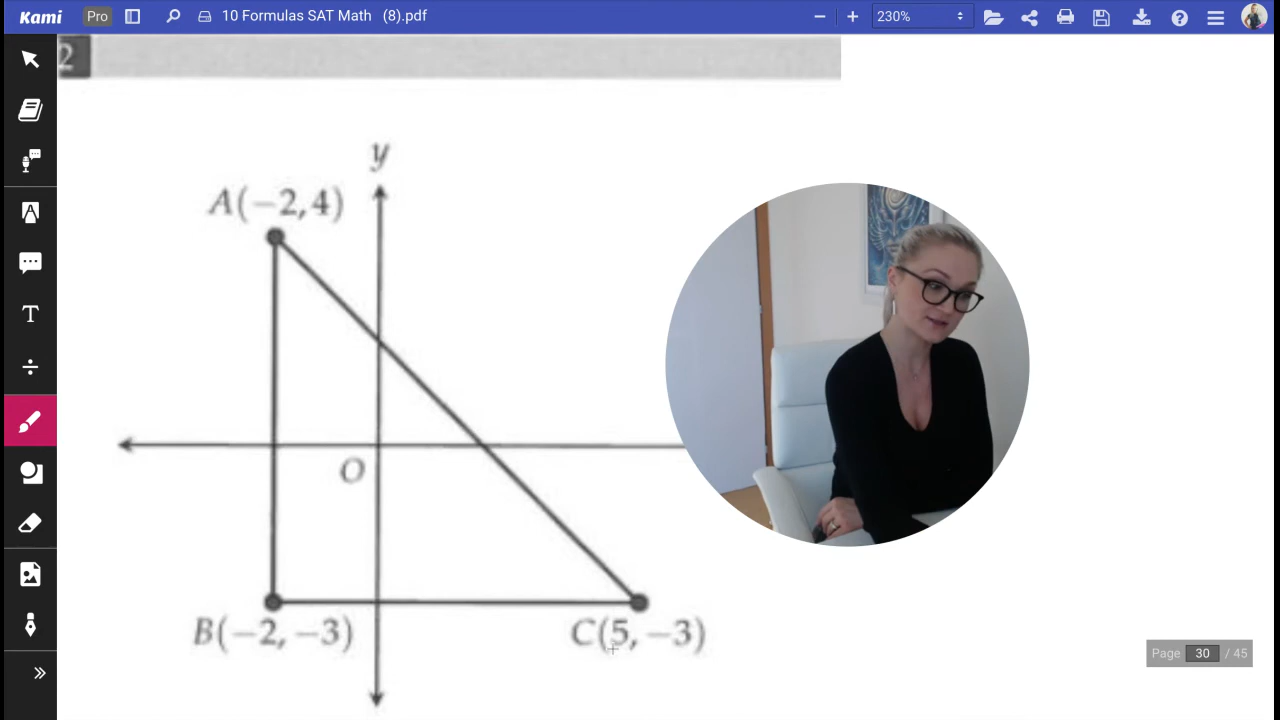 Kami Pro 10 Formulas SAT Math (8).pdf 230%
2
y
A(−2,4)
O
B(−2, −3)
C(5, −3)
Page 30 / 45